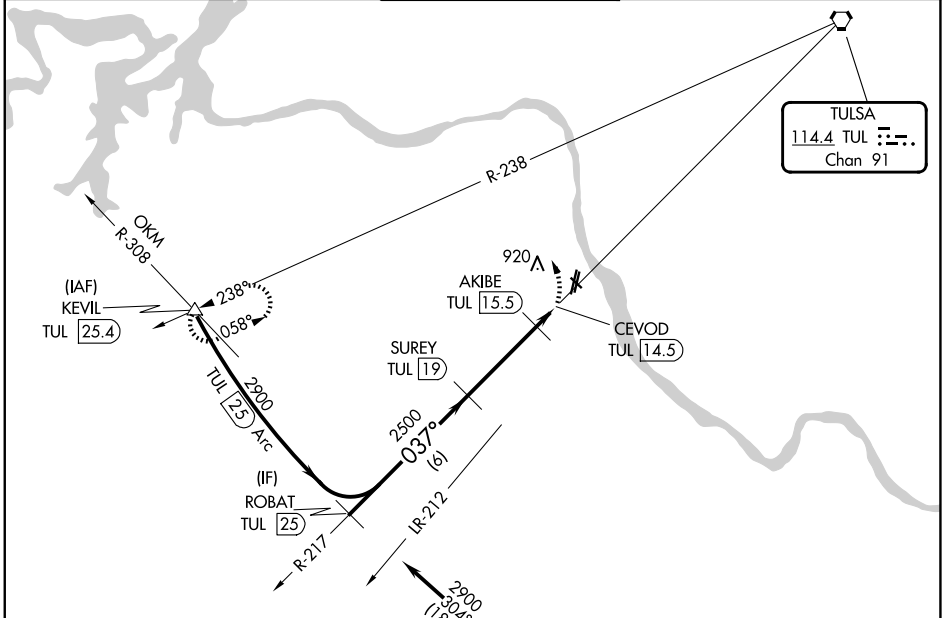 TULSA
114.4 TUL
Chan 91
R-238
OKM
R-308
(IAF)
KEVIL
TUL 25.4
238°
058°
920
AKIBE
TUL 15.5
CEVOD
TUL 14.5
SUREY
TUL 19
2900
TUL 25 Arc
2500
037°
(6)
(IF)
ROBAT
TUL 25
R-217
LR-212
2900
304°